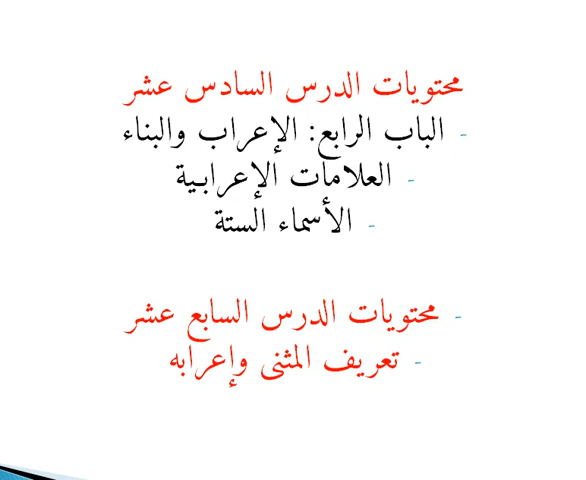 محتويات الدرس السادس عشر
- الباب الرابع: الإعراب والبناء
- العلامات الإعرابية
- الأسماء الستة
- محتويات الدرس السابع عشر
- تعريف المثنى وإعرابه